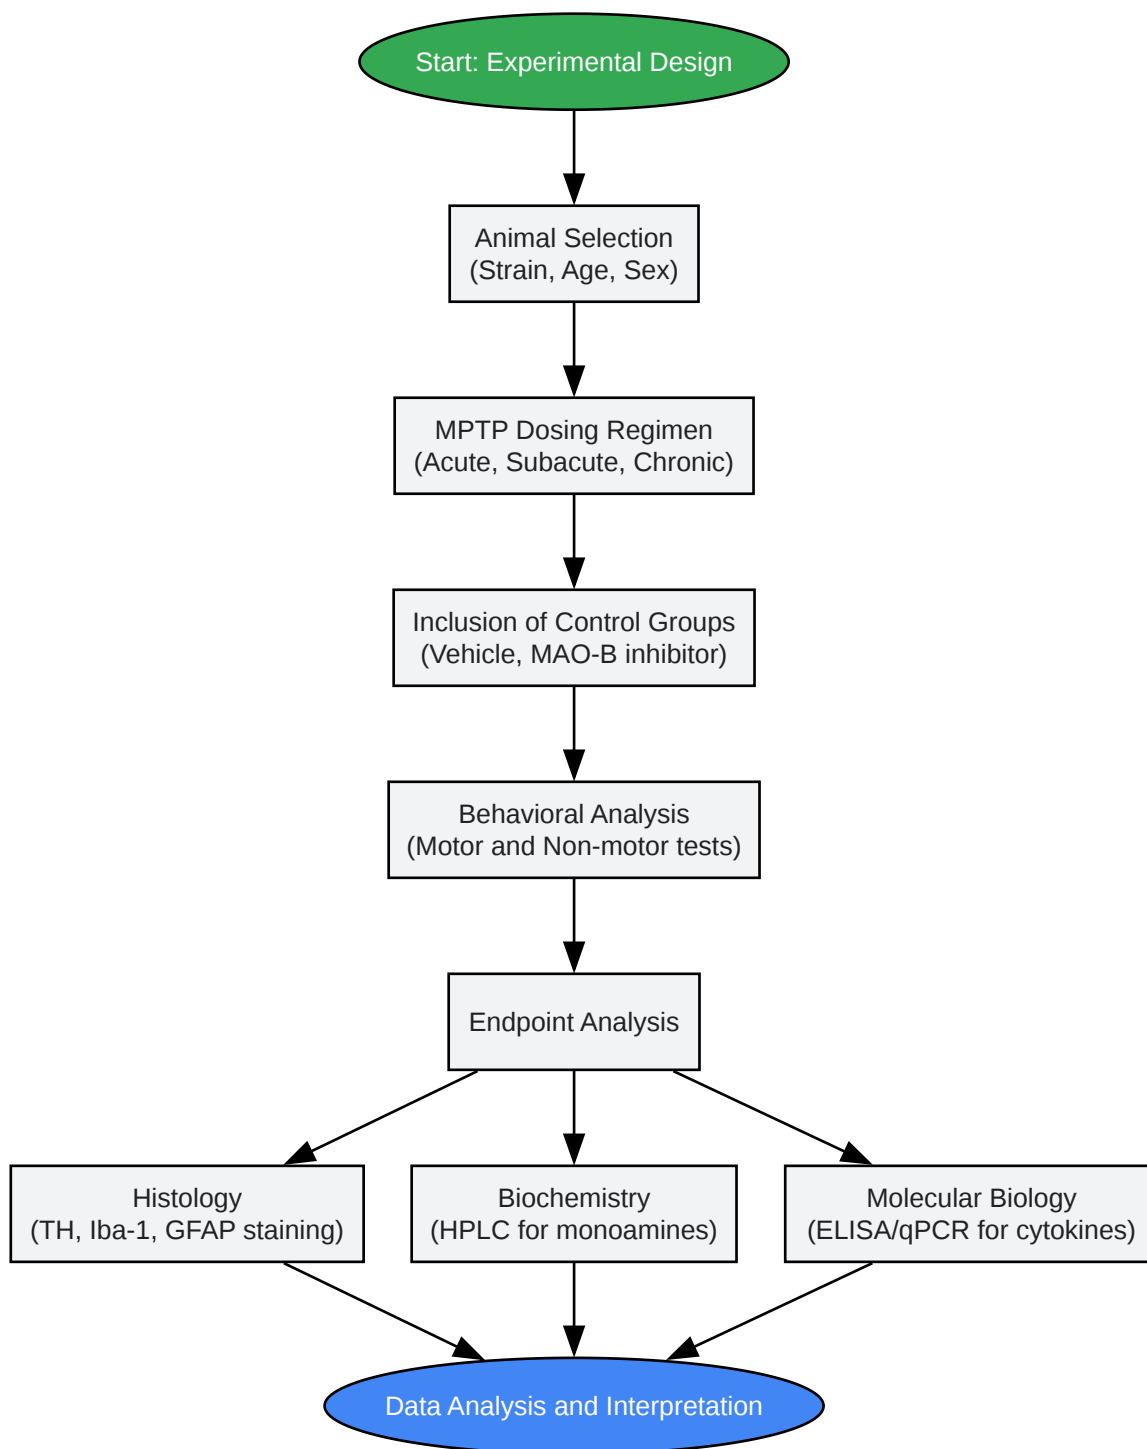 Start: Experimental Design
Animal Selection
(Strain, Age, Sex)
MPTP Dosing Regimen
(Acute, Subacute, Chronic)
Inclusion of Control Groups
(Vehicle, MAO-B inhibitor)
Behavioral Analysis
(Motor and Non-motor tests)
Endpoint Analysis
Histology
(TH, Iba-1, GFAP staining)
Biochemistry
(HPLC for monoamines)
Molecular Biology
(ELISA/qPCR for cytokines)
Data Analysis and Interpretation